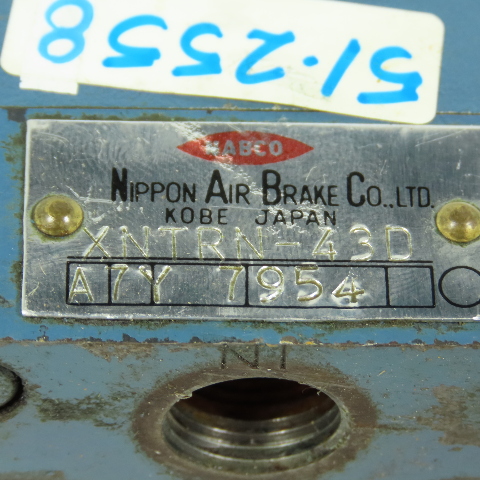 51-2558
NABCO
NIPPON AIR BRAKE CO.,LTD.
KOBE JAPAN
XNTRN-43D
A7Y 7954
N1